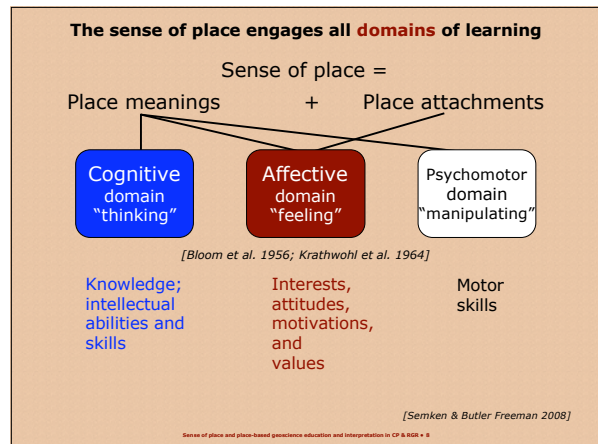 The sense of place engages all domains of learning
Sense of place =
Place meanings + Place attachments
Cognitive
domain
“thinking”
Affective
domain
“feeling”
Psychomotor
domain
“manipulating”
[Bloom et al. 1956; Krathwohl et al. 1964]
Knowledge;
intellectual
abilities and
skills
Interests,
attitudes,
motivations,
and
values
Motor
skills
[Semken & Butler Freeman 2008]
Sense of place and place-based geoscience education and interpretation in CP & RGR • 8